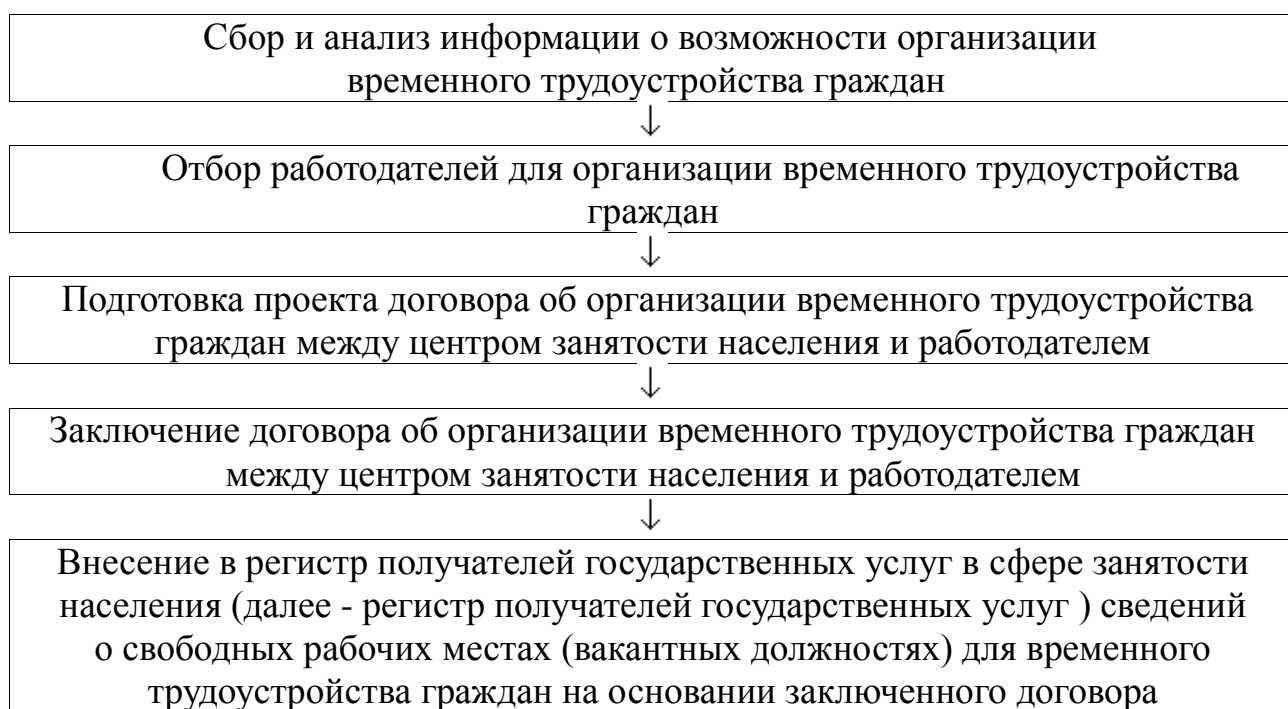 Сбор и анализ информации о возможности организации
временного трудоустройства граждан
↓
Отбор работодателей для организации временного трудоустройства
граждан
↓
Подготовка проекта договора об организации временного трудоустройства
граждан между центром занятости населения и работодателем
↓
Заключение договора об организации временного трудоустройства граждан
между центром занятости населения и работодателем
↓
Внесение в регистр получателей государственных услуг в сфере занятости
населения (далее - регистр получателей государственных услуг ) сведений
о свободных рабочих местах (вакантных должностях) для временного
трудоустройства граждан на основании заключенного договора